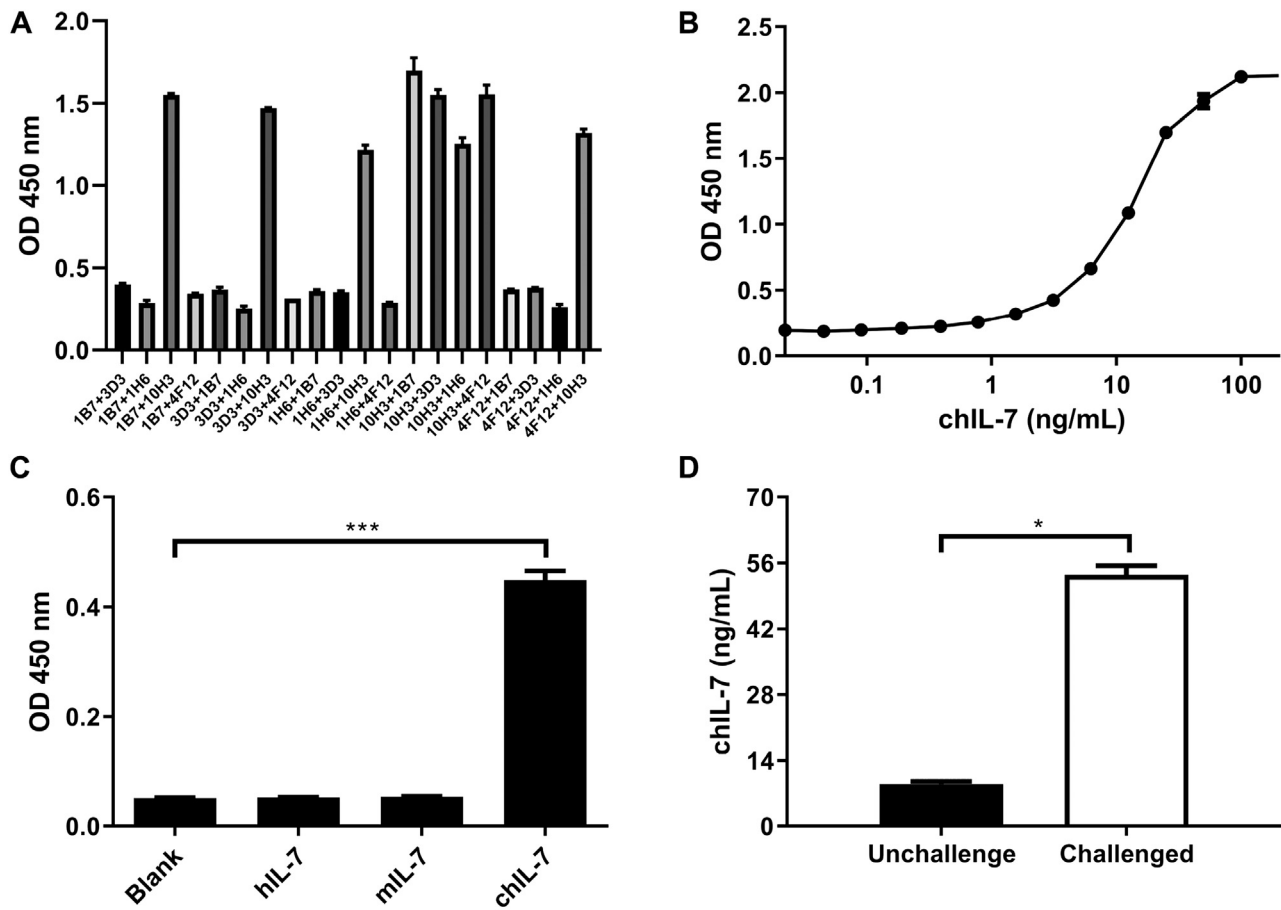 A
OD 450 nm
2.0
1.5
1.0
0.5
0.0
1B7+3D3
1B7+1H6
1B7+10H3
1B7+4F12
3D3+1B7
3D3+1H6
3D3+10H3
3D3+4F12
1H6+1B7
1H6+3D3
1H6+10H3
1H6+4F12
10H3+1B7
10H3+3D3
10H3+1H6
10H3+4F12
4F12+1B7
4F12+3D3
4F12+1H6
4F12+10H3
B
OD 450 nm
2.5
2.0
1.5
1.0
0.5
0.0
0.1 1 10 100
chIL-7 (ng/mL)
C
OD 450 nm
0.6
0.4
0.2
0.0
***
Blank
hIL-7
mIL-7
chIL-7
D
chIL-7 (ng/mL)
70
56
42
28
14
0
*
Unchallenge Challenged